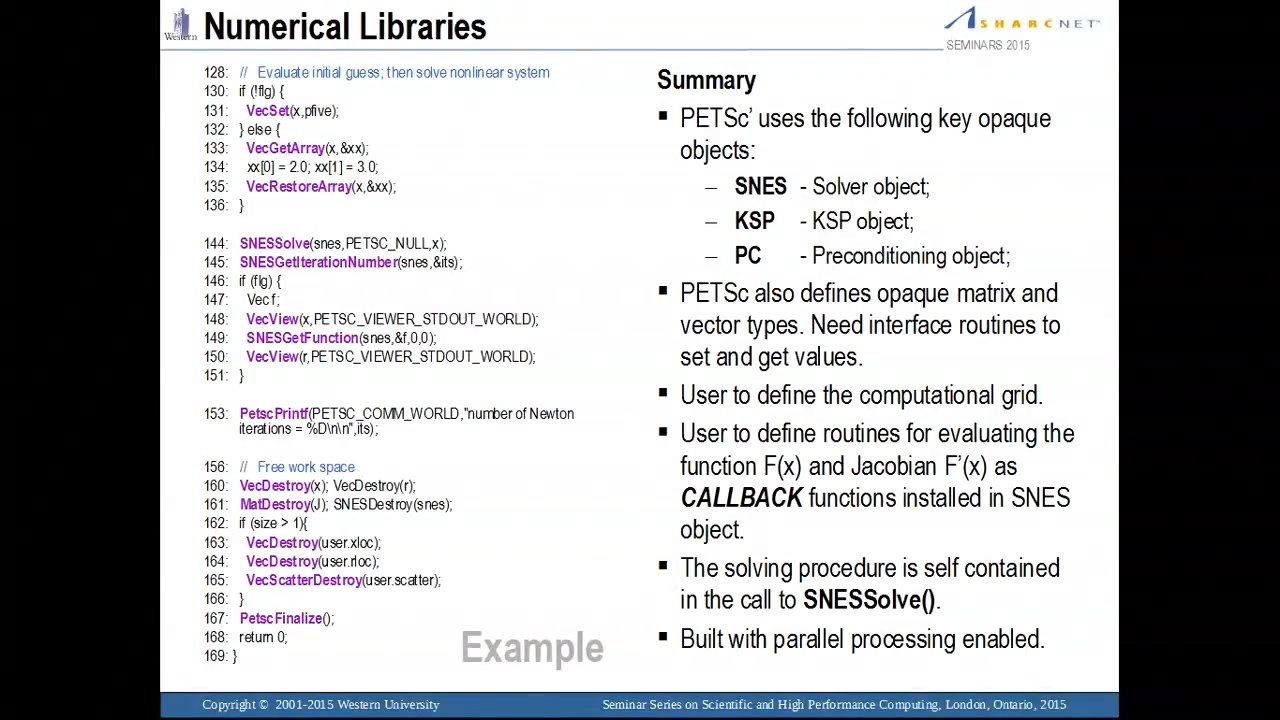 Western
Numerical Libraries
SHARCNET™
SEMINARS 2015
128: // Evaluate initial guess; then solve nonlinear system
130: if (!flg) {
131: VecSet(x,pfive);
132: } else {
133: VecGetArray(x,&xx);
134: xx[0] = 2.0; xx[1] = 3.0;
135: VecRestoreArray(x,&xx);
136: }
144: SNESSolve(snes,PETSC_NULL,x);
145: SNESGetIterationNumber(snes,&its);
146: if (flg) {
147: Vec f;
148: VecView(x,PETSC_VIEWER_STDOUT_WORLD);
149: SNESGetFunction(snes,&f,0,0);
150: VecView(r,PETSC_VIEWER_STDOUT_WORLD);
151: }
153: PetscPrintf(PETSC_COMM_WORLD,"number of Newton
iterations = %D\n\n",its);
156: // Free work space
160: VecDestroy(x); VecDestroy(r);
161: MatDestroy(J); SNESDestroy(snes);
162: if (size > 1){
163: VecDestroy(user.xloc);
164: VecDestroy(user.rloc);
165: VecScatterDestroy(user.scatter);
166: }
167: PetscFinalize();
168: return 0;
169: }
Example
Summary
▪ PETSc’ uses the following key opaque
objects:
– SNES - Solver object;
– KSP - KSP object;
– PC - Preconditioning object;
▪ PETSc also defines opaque matrix and
vector types. Need interface routines to
set and get values.
▪ User to define the computational grid.
▪ User to define routines for evaluating the
function F(x) and Jacobian F’(x) as
CALLBACK functions installed in SNES
object.
▪ The solving procedure is self contained
in the call to SNESSolve().
▪ Built with parallel processing enabled.
Copyright © 2001-2015 Western University
Seminar Series on Scientific and High Performance Computing, London, Ontario, 2015